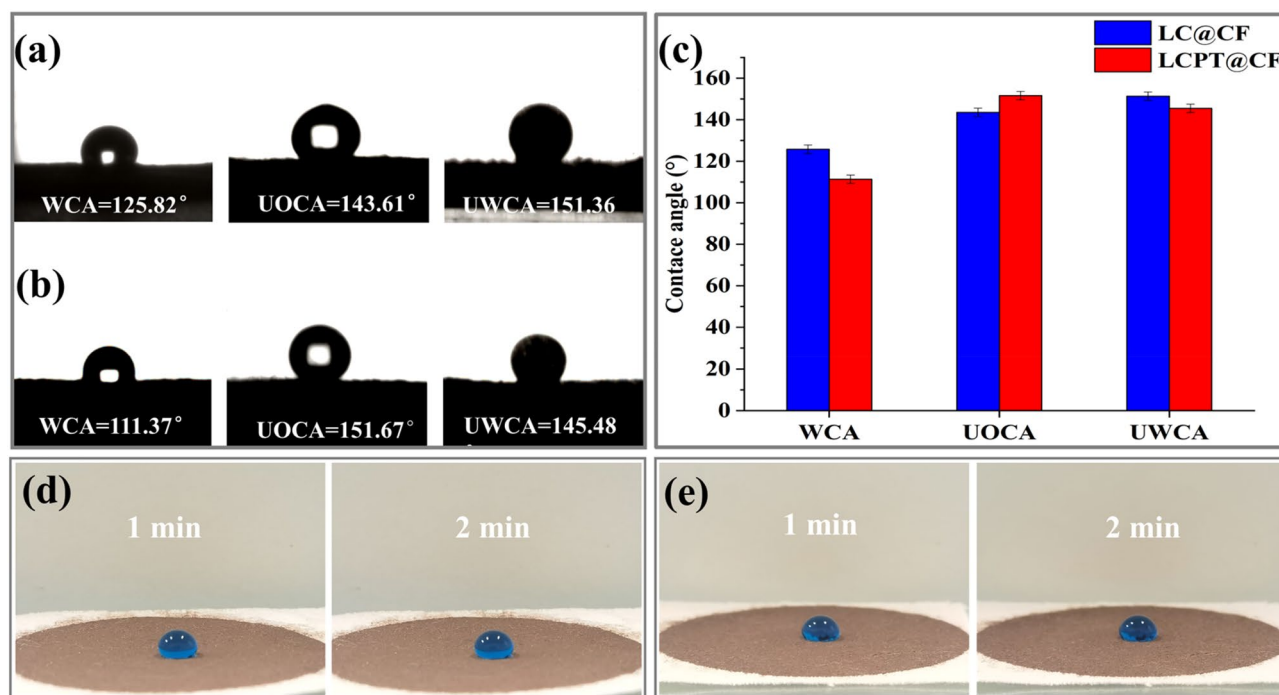 (a)
WCA=125.82°
UOCA=143.61°
UWCA=151.36
(b)
WCA=111.37°
UOCA=151.67°
UWCA=145.48
(c)
LC@CF
LCPT@CF
Contace angle (°)
160
140
120
100
80
60
40
20
0
WCA
UOCA
UWCA
(d)
1 min
2 min
(e)
1 min
2 min